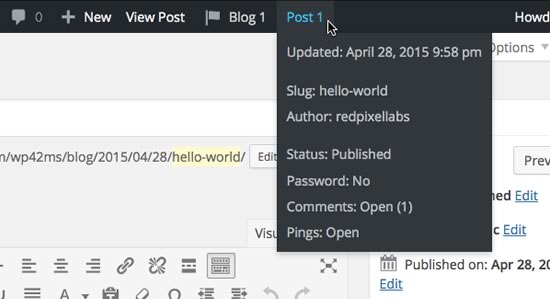 0 + New View Post Blog 1 Post 1 Howd
Updated: April 28, 2015 9:58 pm
Options
Slug: hello-world
Author: redpixellabs
m/wp42ms/blog/2015/04/28/hello-world/ Edit
Status: Published
Prev
Password: No
ned Edit
Comments: Open (1)
Visu
c Edit
Pings: Open
Published on: Apr 28, 20
Edit
U A